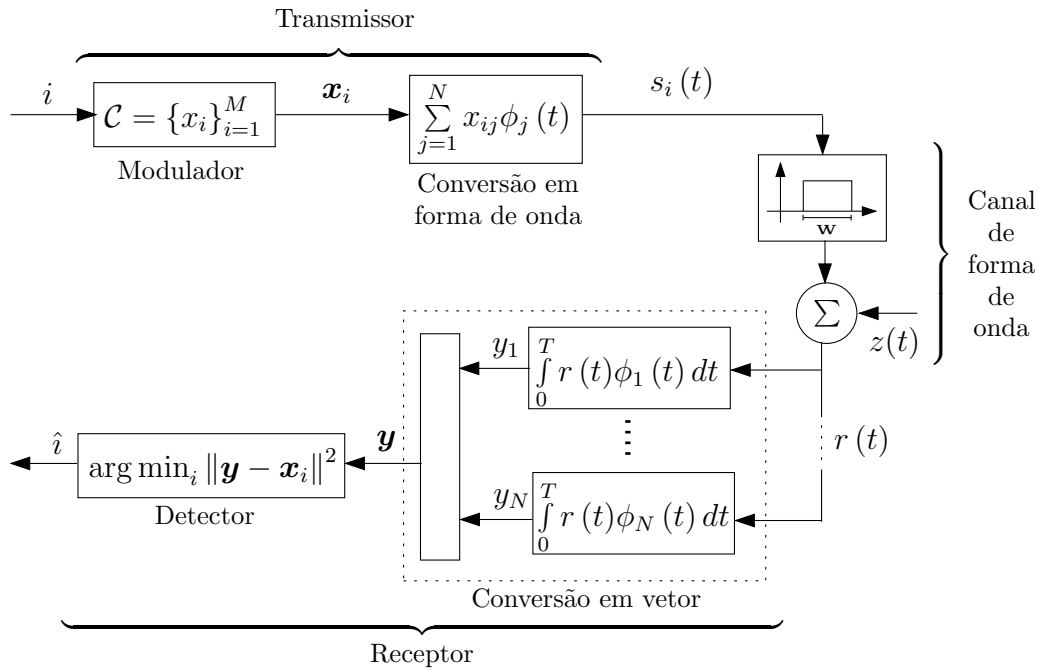 Transmissor
i
𝒞 = {x_i}_{i=1}^{M}
Modulador
𝒙_i
∑_{j=1}^{N} x_{ij}ϕ_j (t)
Conversão em
forma de onda
s_i (t)
w
Canal
de
forma
de
onda
∑
z(t)
r (t)
∫_0^T r (t)ϕ_1 (t) dt
y_1
∫_0^T r (t)ϕ_N (t) dt
y_N
Conversão em vetor
𝒚
arg min_i ‖𝒚 - 𝒙_i‖^2
Detector
î
Receptor